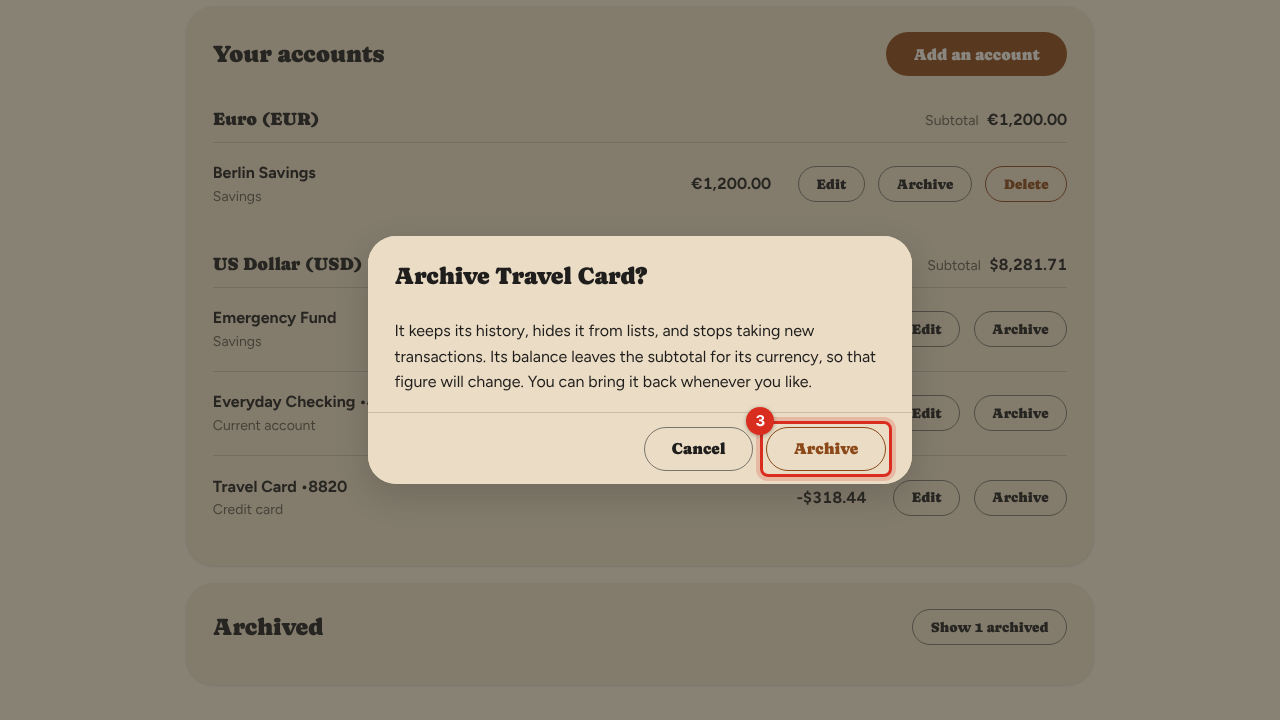 Your accounts
Add an account
Euro (EUR)
Subtotal €1,200.00
Berlin Savings
Savings
€1,200.00
Edit
Archive
Delete
US Dollar (USD)
Subtotal $8,281.71
Emergency Fund
Savings
Edit
Archive
Everyday Checking
Current account
Edit
Archive
Travel Card •8820
Credit card
-$318.44
Edit
Archive
Archive Travel Card?
It keeps its history, hides it from lists, and stops taking new
transactions. Its balance leaves the subtotal for its currency, so that
figure will change. You can bring it back whenever you like.
3
Cancel
Archive
Archived
Show 1 archived